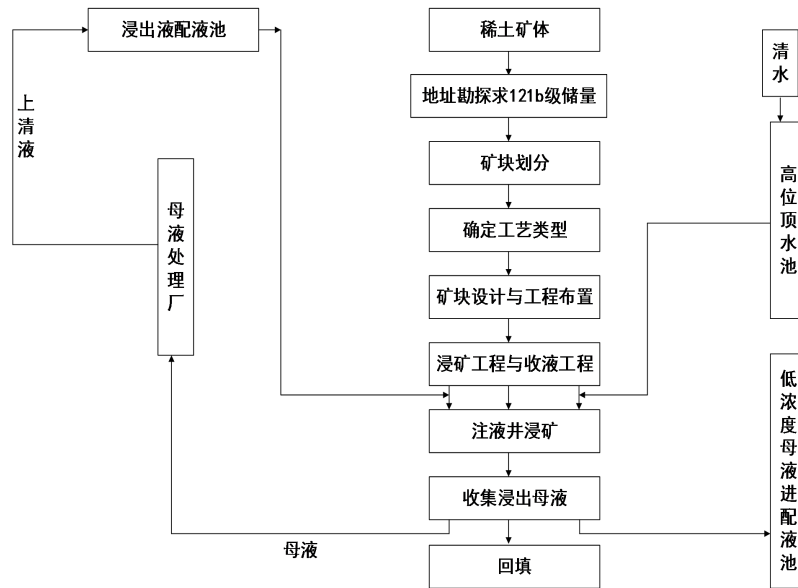 浸出液配液池
稀土矿体
清水
上清液
地址勘探求121b级储量
矿块划分
母液处理厂
高位顶水池
确定工艺类型
矿块设计与工程布置
浸矿工程与收液工程
低浓度母液进配液池
注液井浸矿
收集浸出母液
母液
回填